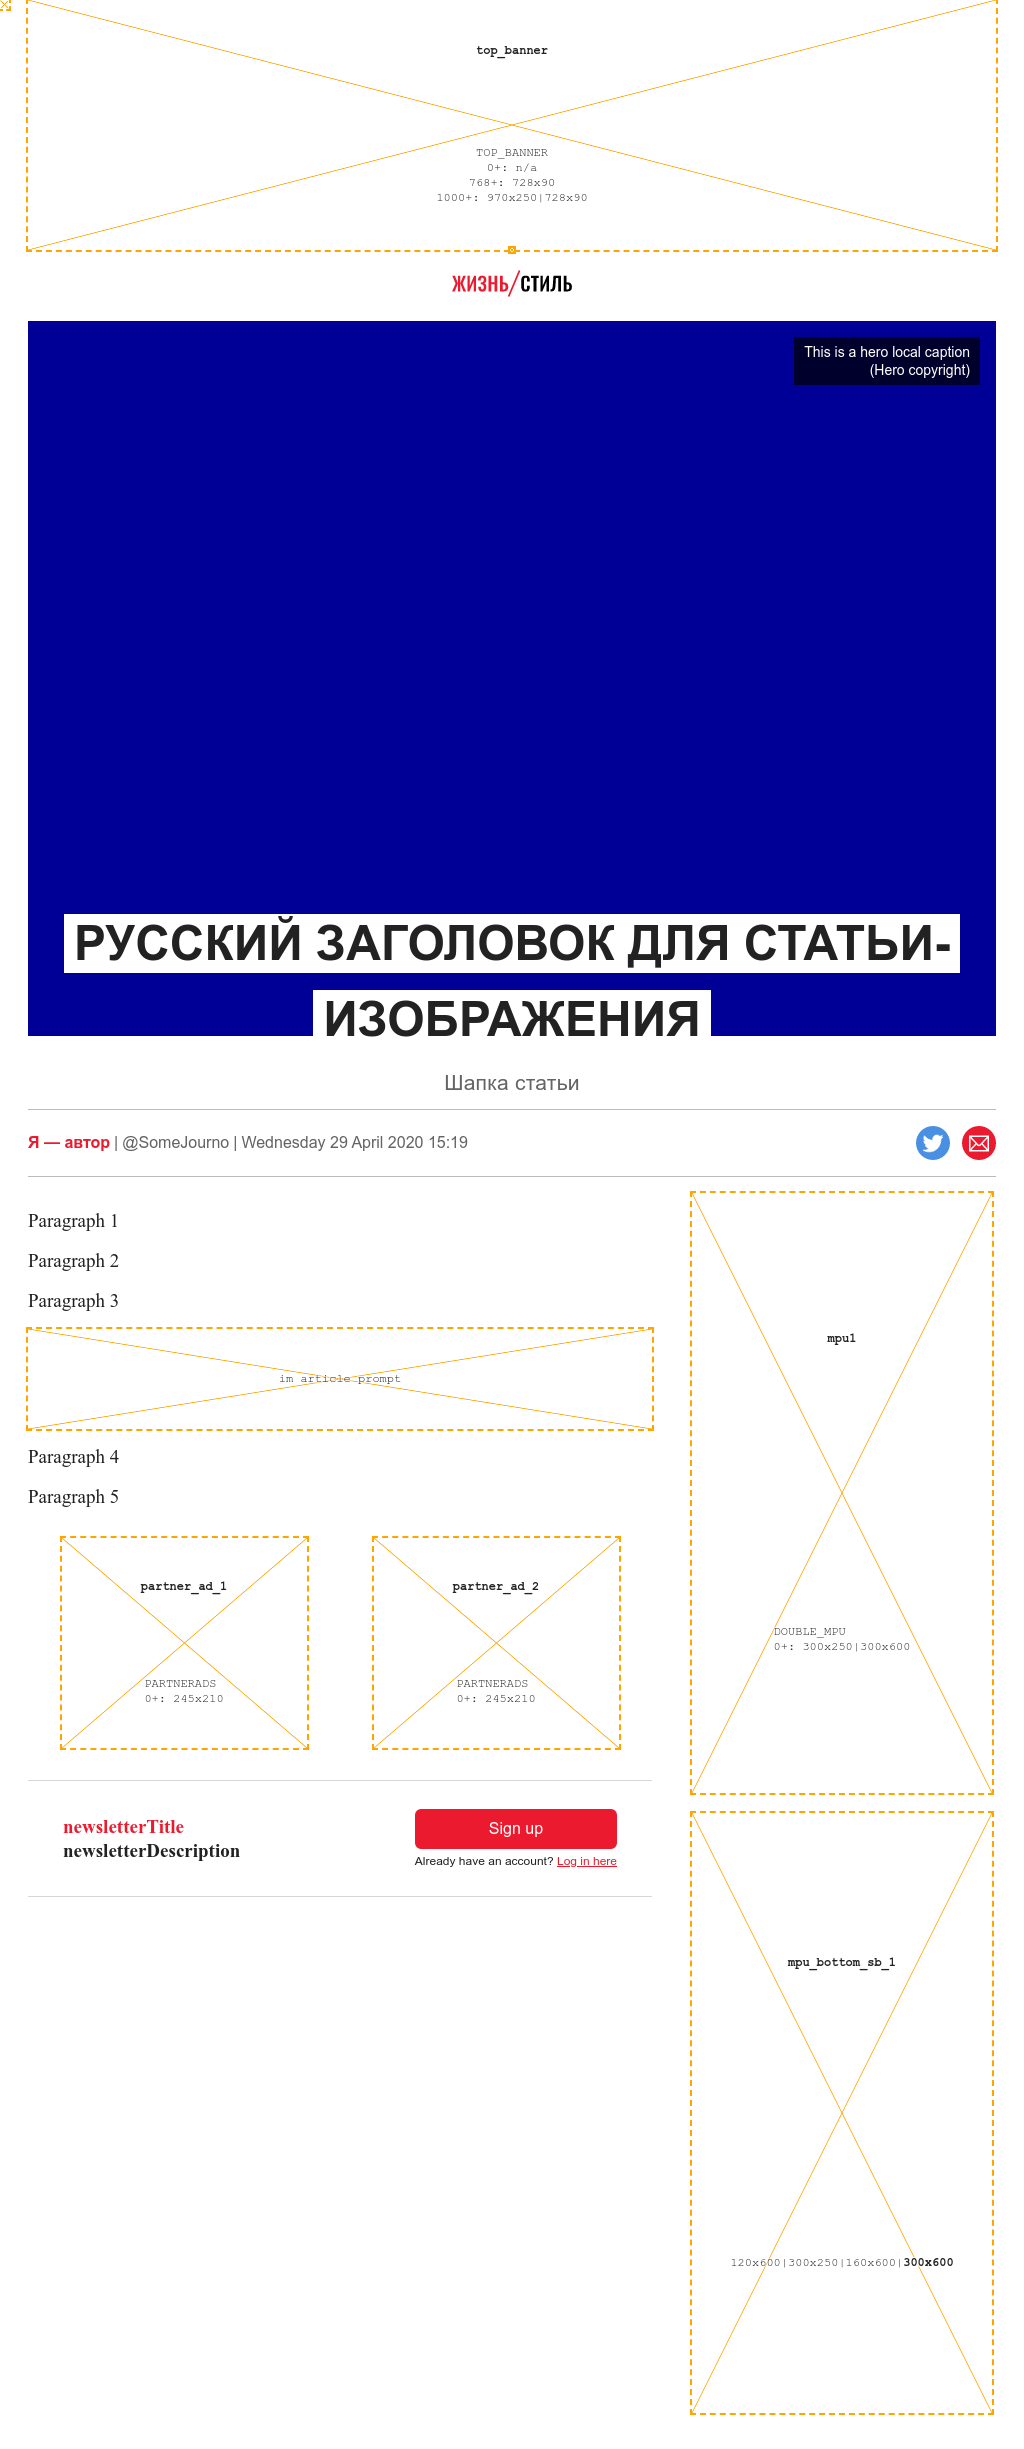 top_banner
TOP_BANNER
0+: n/a
768+: 728x90
1000+: 970x250|728x90
ЖИЗНЬ/СТИЛЬ
This is a hero local caption
(Hero copyright)
РУССКИЙ ЗАГОЛОВОК ДЛЯ СТАТЬИ-
ИЗОБРАЖЕНИЯ
Шапка статьи
Я — автор | @SomeJourno | Wednesday 29 April 2020 15:19
Paragraph 1
Paragraph 2
Paragraph 3
im article prompt
Paragraph 4
Paragraph 5
partner_ad_1
PARTNERADS
0+: 245x210
partner_ad_2
PARTNERADS
0+: 245x210
newsletterTitle
newsletterDescription
Sign up
Already have an account? Log in here
mpu1
DOUBLE_MPU
0+: 300x250|300x600
mpu_bottom_sb_1
120x600|300x250|160x600|300x600